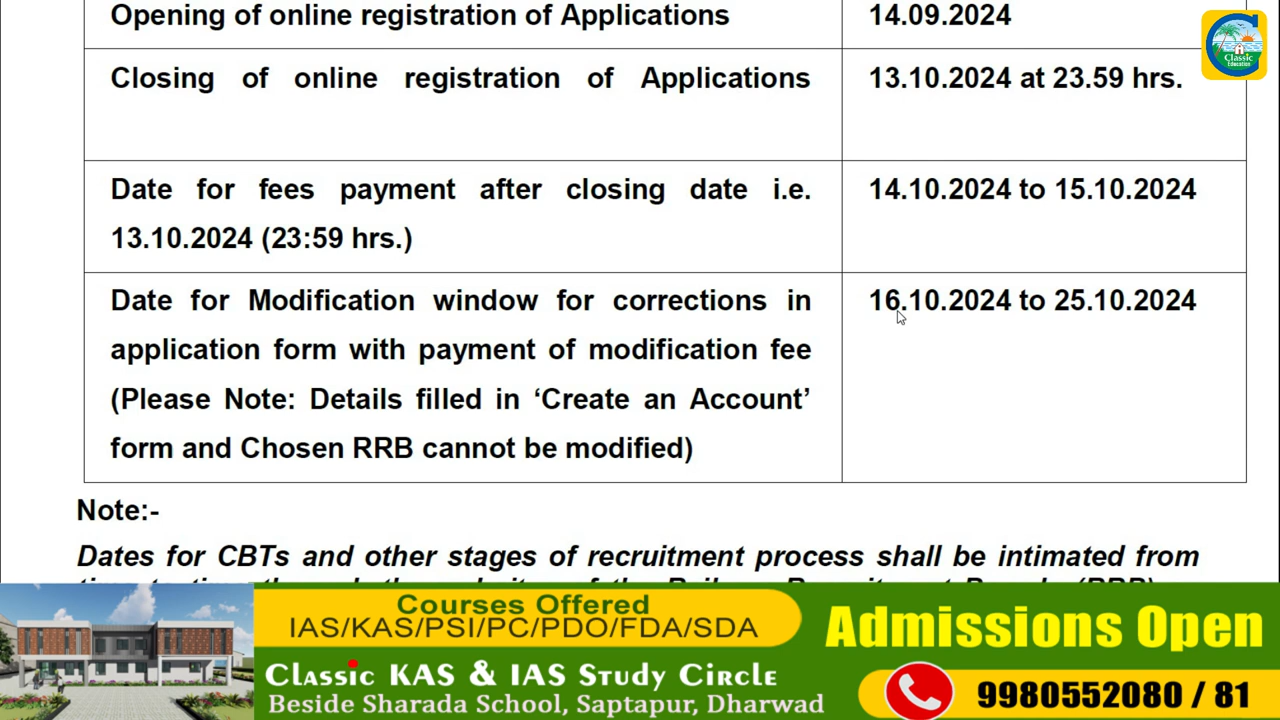 Opening of online registration of Applications
14.09.2024
Closing of online registration of Applications
13.10.2024 at 23.59 hrs.
Date for fees payment after closing date i.e.
13.10.2024 (23:59 hrs.)
14.10.2024 to 15.10.2024
Date for Modification window for corrections in
application form with payment of modification fee
(Please Note: Details filled in ‘Create an Account’
form and Chosen RRB cannot be modified)
16.10.2024 to 25.10.2024
Note:-
Dates for CBTs and other stages of recruitment process shall be intimated from
Classic
Education
Courses Offered
IAS/KAS/PSI/PC/PDO/FDA/SDA
Classic KAS & IAS Study Circle
Beside Sharada School, Saptapur, Dharwad
Admissions Open
9980552080 / 81